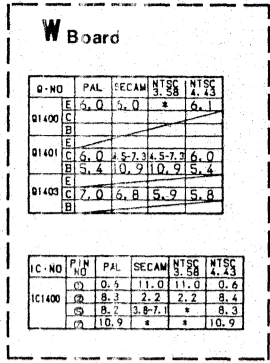 W Board
Q-NO PAL SECAM NTSC 3.58 NTSC 4.43
Q1400 E 6.0 6.0 * 6.1
C
B
Q1401 E
C 6.0 4.5-7.3 4.5-7.3 6.0
B 5.4 10.9 10.9 5.4
Q1403 E
C 7.0 6.8 5.9 5.8
B
IC-NO PIN NO PAL SECAM NTSC 3.58 NTSC 4.43
IC1400 ① 0.6 11.0 11.0 0.6
8.3 2.2 2.2 8.4
8.2 3.8-7.1 * 8.3
10.9 * * 10.9